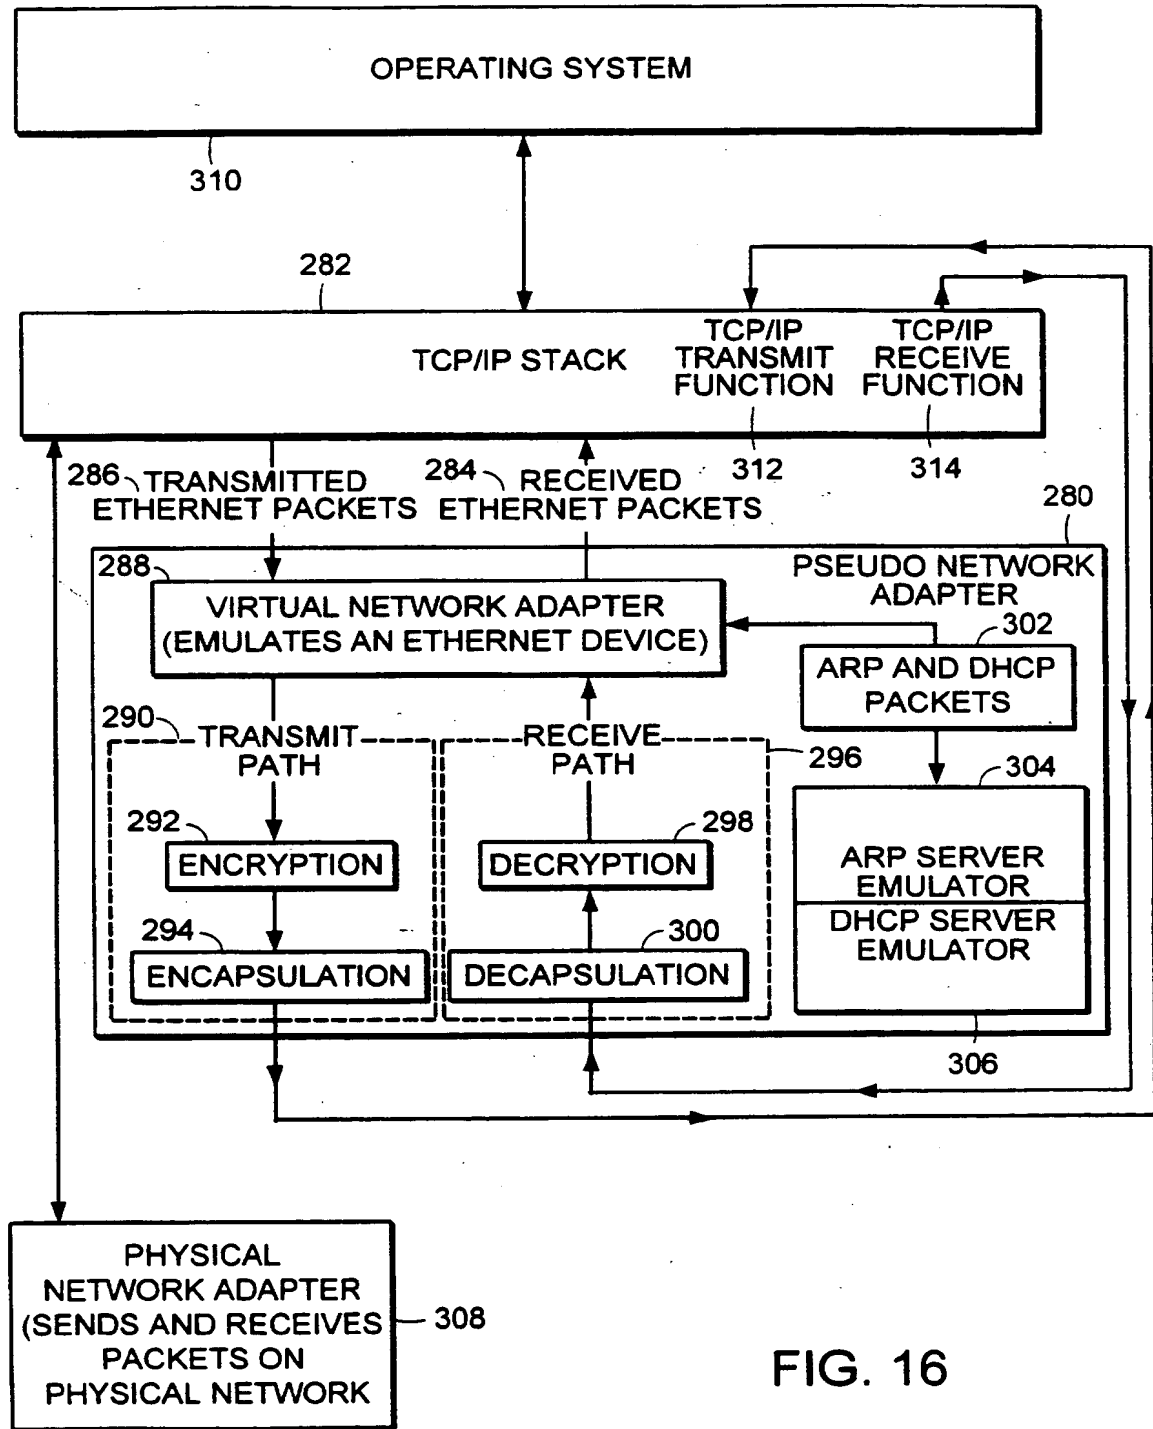 OPERATING SYSTEM
310
282
TCP/IP STACK
TCP/IP
TRANSMIT
FUNCTION
TCP/IP
RECEIVE
FUNCTION
312
314
286
TRANSMITTED
ETHERNET PACKETS
284
RECEIVED
ETHERNET PACKETS
280
288
PSEUDO NETWORK
ADAPTER
VIRTUAL NETWORK ADAPTER
(EMULATES AN ETHERNET DEVICE)
302
ARP AND DHCP
PACKETS
290
TRANSMIT
PATH
RECEIVE
PATH
296
304
292
ENCRYPTION
298
DECRYPTION
ARP SERVER
EMULATOR
DHCP SERVER
EMULATOR
294
ENCAPSULATION
300
DECAPSULATION
306
PHYSICAL
NETWORK ADAPTER
(SENDS AND RECEIVES
PACKETS ON
PHYSICAL NETWORK
308
FIG. 16